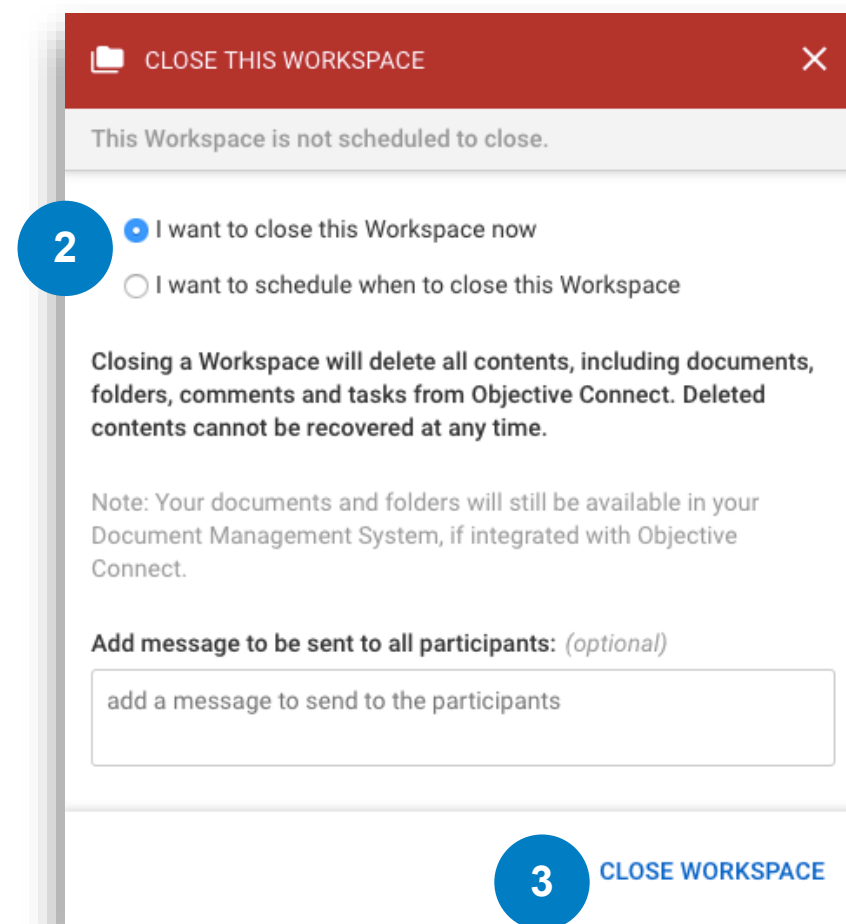 CLOSE THIS WORKSPACE
This Workspace is not scheduled to close.
2
I want to close this Workspace now
I want to schedule when to close this Workspace
Closing a Workspace will delete all contents, including documents,
folders, comments and tasks from Objective Connect. Deleted
contents cannot be recovered at any time.
Note: Your documents and folders will still be available in your
Document Management System, if integrated with Objective
Connect.
Add message to be sent to all participants: (optional)
add a message to send to the participants
3 CLOSE WORKSPACE